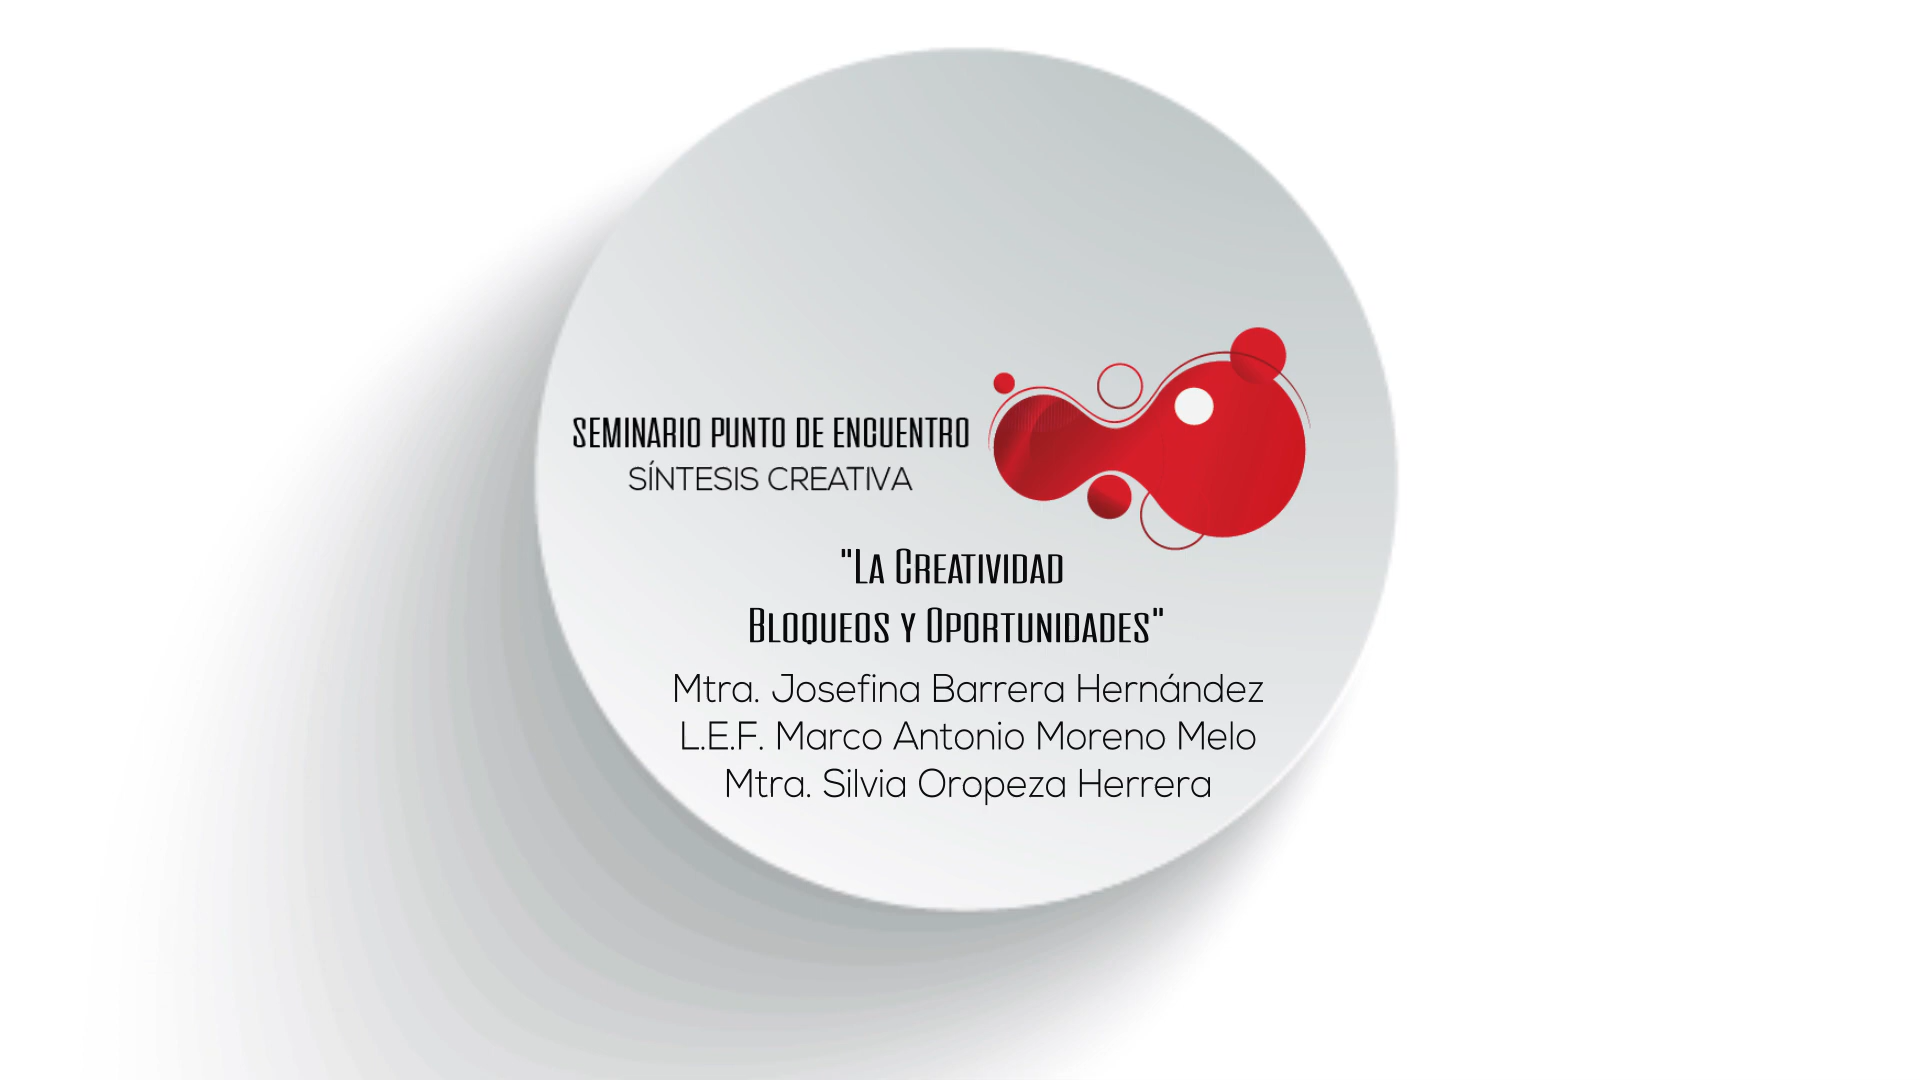 SEMINARIO PUNTO DE ENCUENTRO
SÍNTESIS CREATIVA
"La Creatividad
Bloqueos y Oportunidades"
Mtra. Josefina Barrera Hernández
L.E.F. Marco Antonio Moreno Melo
Mtra. Silvia Oropeza Herrera